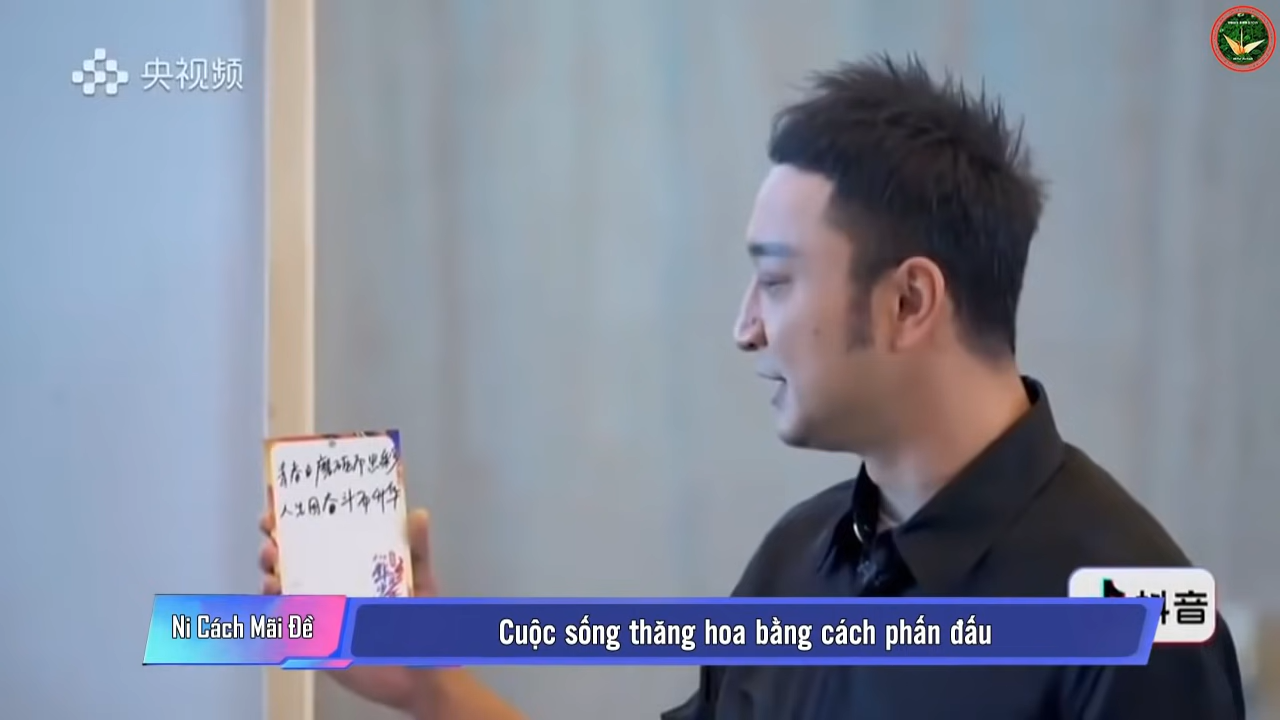 央视频
青春由磨砺而出彩
人生因奋斗而升华
Ni Cách Mãi Đề
Cuộc sống thăng hoa bằng cách phấn đấu
抖音